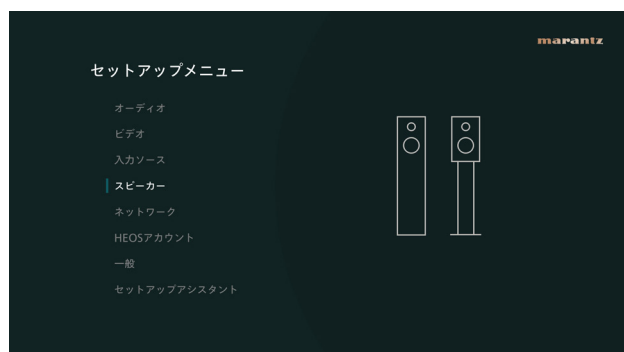 marantz
セットアップメニュー
オーディオ
ビデオ
入力ソース
スピーカー
ネットワーク
HEOSアカウント
一般
セットアップアシスタント